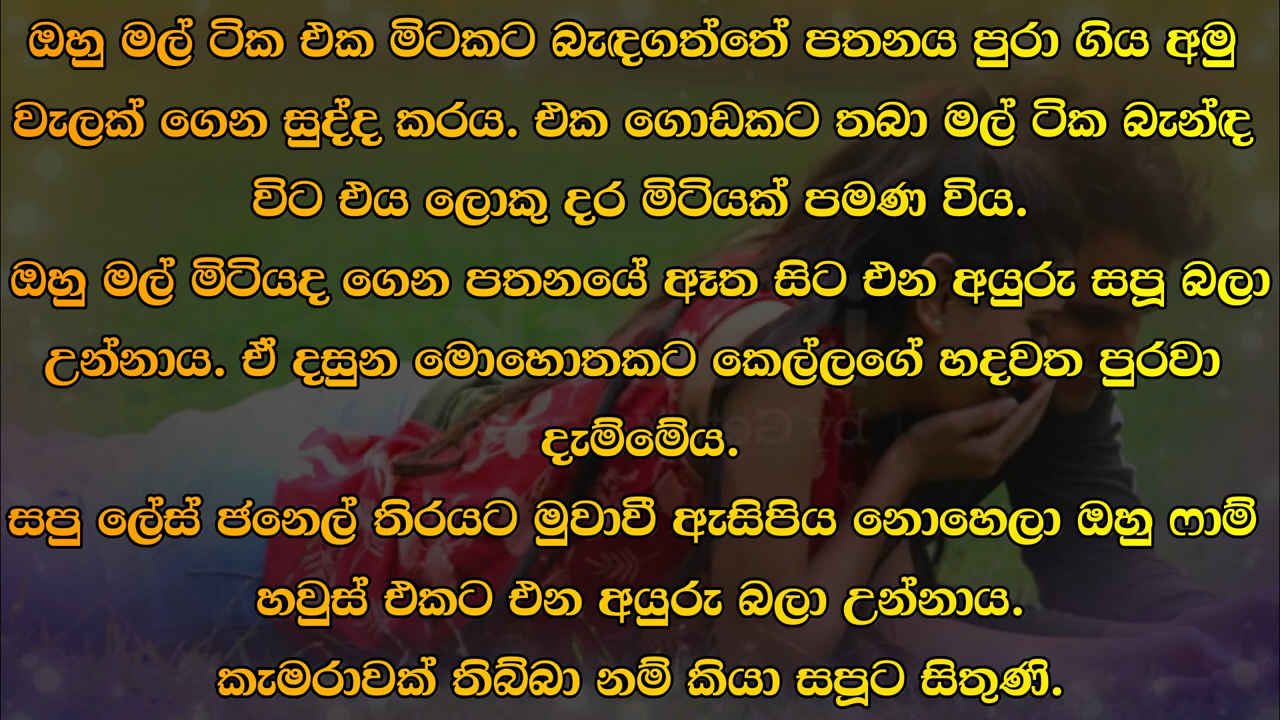 ඔහු මල් ටික එක මිටකට බැඳගත්තේ පතනය පුරා ගිය අමු
වැලක් ගෙන සුද්ද කරය. එක ගොඩකට තබා මල් ටික බැන්ඳ
විට එය ලොකු දර මිටියක් පමණ විය.
ඔහු මල් මිටියද ගෙන පතනයේ ඈත සිට එන අයුරු සපූ බලා
උන්නාය. ඒ දසුන මොහොතකට කෙල්ලගේ හදවත පුරවා
දැම්මේය.
සපු ලේස් ජනෙල් තිරයට මුවාවී ඇසිපිය නොහෙලා ඔහු ෆාම්
හවුස් එකට එන අයුරු බලා උන්නාය.
කැමරාවක් තිබ්බා නම් කියා සපූට සිතුණි.